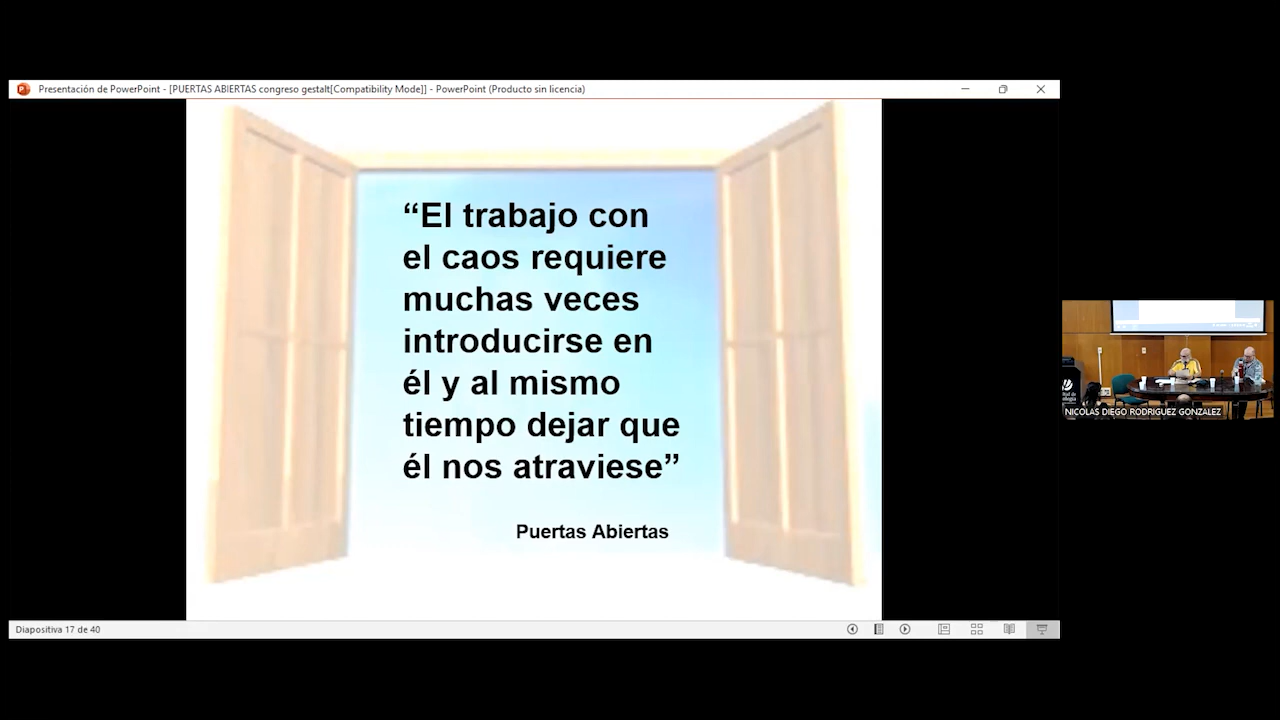 Presentación de PowerPoint - [PUERTAS ABIERTAS congreso gestalt[Compatibility Mode]] - PowerPoint (Producto sin licencia)
“El trabajo con
el caos requiere
muchas veces
introducirse en
él y al mismo
tiempo dejar que
él nos atraviese”
Puertas Abiertas
NICOLAS DIEGO RODRIGUEZ GONZALEZ
Diapositiva 17 de 40